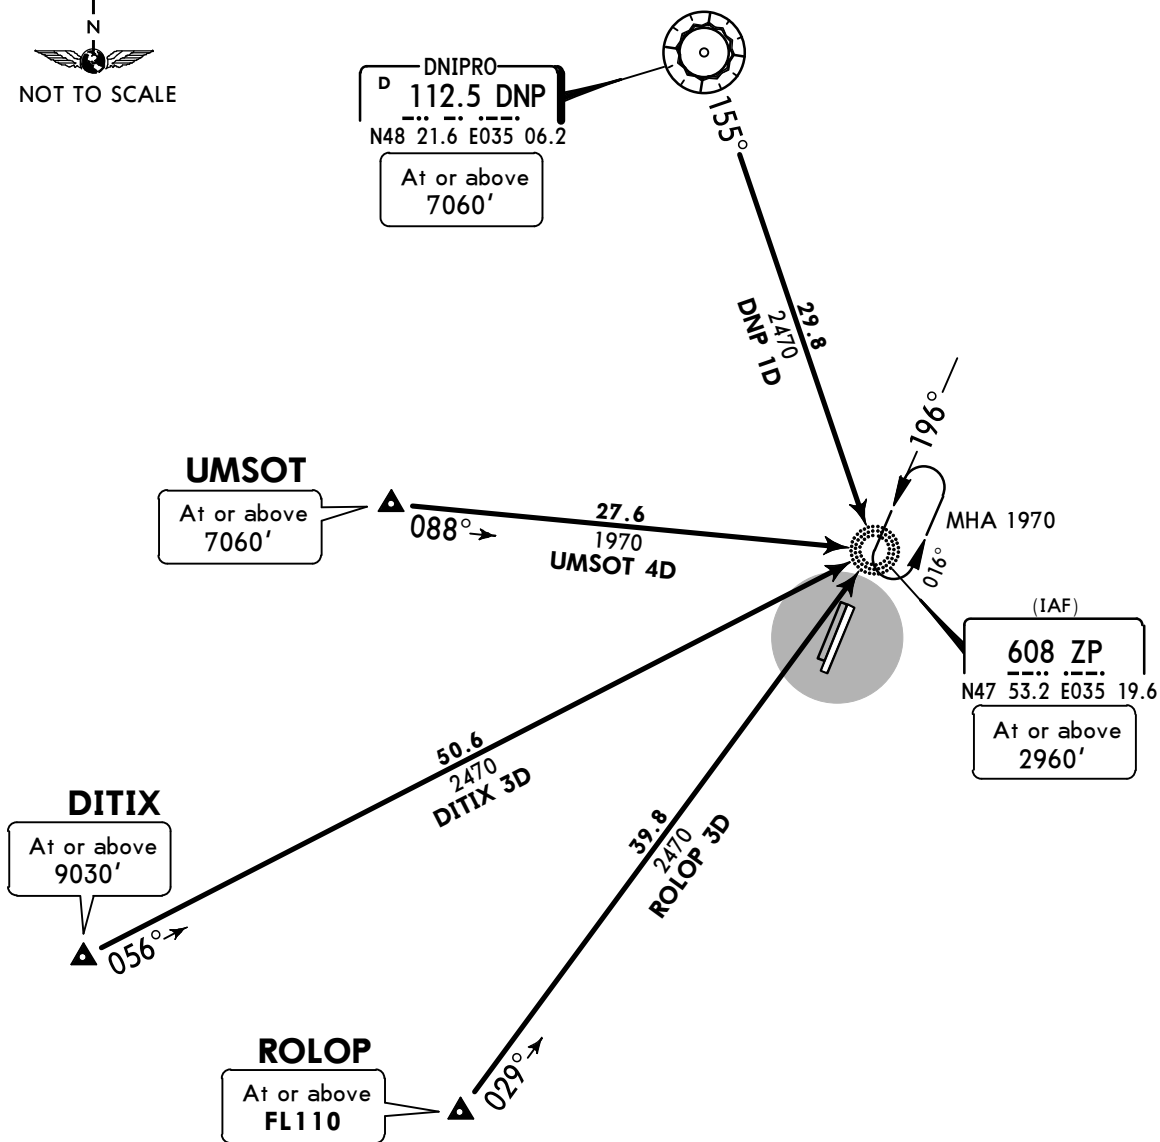 N
NOT TO SCALE
DNIPRO
D 112.5 DNP
N48 21.6 E035 06.2
At or above
7060'
155°
29.8
2470
DNP 1D
196°
UMSOT
At or above
7060'
088°
27.6
1970
UMSOT 4D
MHA 1970
016°
(IAF)
608 ZP
N47 53.2 E035 19.6
At or above
2960'
50.6
2470
DITIX 3D
DITIX
At or above
9030'
056°
39.8
2470
ROLOP 3D
ROLOP
At or above
FL110
029°